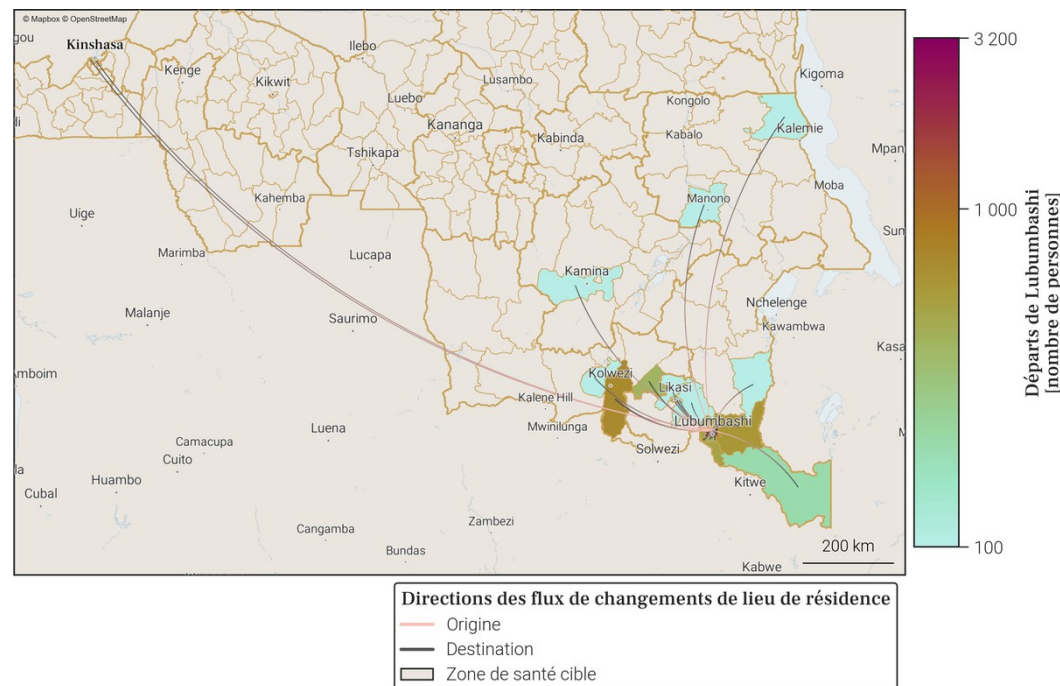 © Mapbox © OpenStreetMap
gou
Kinshasa
Ilebo
Kenge
Kikwit
Lusambo
Kigoma
Luebo
Kongolo
di
Kananga
Kabinda
Kabalo
Kalemie
Tshikapa
Mpan
Moba
Kahemba
Manono
Uige
Sun
Marimba
Lucapa
Kamina
Nchelenge
Malanje
Saurimo
Kawambwa
Kasa
Amboim
Kolwezi
Likasi
Kalene Hill
Luena
Mwinilunga
Lubumbashi
Camacupa
Solwezi
Cuito
Huambo
Kitwe
Cubal
Zambezi
Cangamba
200 km
Bundas
Kabwe
3 200
1 000
100
Départs de Lubumbashi
[nombre de personnes]
Directions des flux de changements de lieu de résidence
Origine
Destination
Zone de santé cible